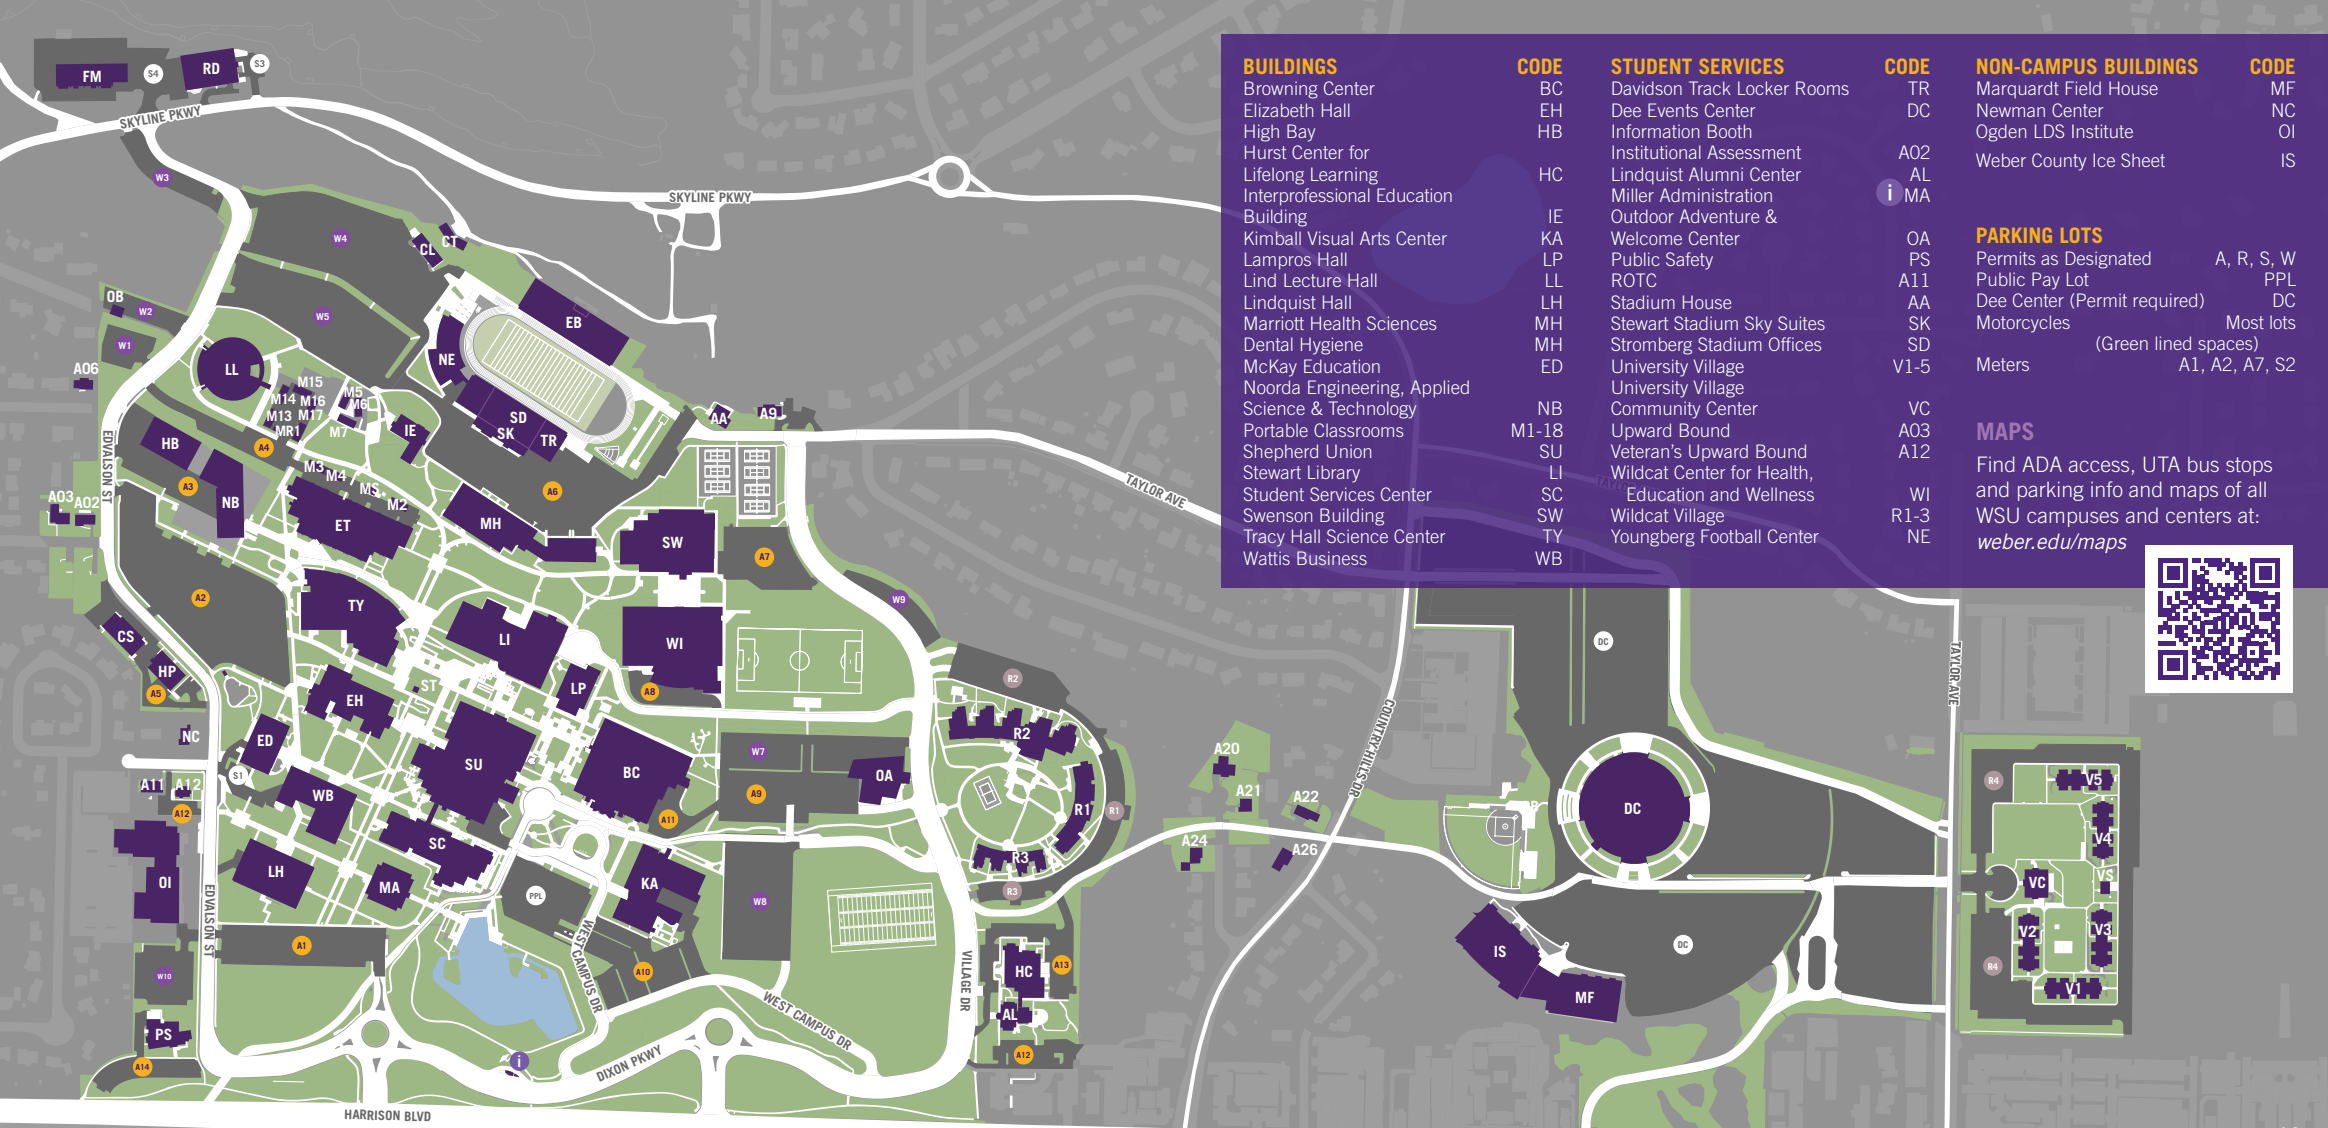 BUILDINGS CODE
Browning Center BC
Elizabeth Hall EH
High Bay HB
Hurst Center for
Lifelong Learning HC
Interprofessional Education
Building IE
Kimball Visual Arts Center KA
Lampros Hall LP
Lind Lecture Hall LL
Lindquist Hall LH
Marriott Health Sciences MH
Dental Hygiene MH
McKay Education ED
Noorda Engineering, Applied
Science & Technology NB
Portable Classrooms M1-18
Shepherd Union SU
Stewart Library LI
Student Services Center SC
Swenson Building SW
Tracy Hall Science Center TY
Wattis Business WB
STUDENT SERVICES CODE
Davidson Track Locker Rooms TR
Dee Events Center DC
Information Booth
Institutional Assessment A02
Lindquist Alumni Center AL
Miller Administration i MA
Outdoor Adventure &
Welcome Center OA
Public Safety PS
ROTC A11
Stadium House AA
Stewart Stadium Sky Suites SK
Stromberg Stadium Offices SD
University Village V1-5
University Village
Community Center VC
Upward Bound A03
Veteran's Upward Bound A12
Wildcat Center for Health,
Education and Wellness WI
Wildcat Village R1-3
Youngberg Football Center NE
NON-CAMPUS BUILDINGS CODE
Marquardt Field House MF
Newman Center NC
Ogden LDS Institute OI
Weber County Ice Sheet IS
PARKING LOTS
Permits as Designated A, R, S, W
Public Pay Lot PPL
Dee Center (Permit required) DC
Motorcycles Most lots
(Green lined spaces)
Meters A1, A2, A7, S2
MAPS
Find ADA access, UTA bus stops
and parking info and maps of all
WSU campuses and centers at:
weber.edu/maps
FM
S4
RD
S3
SKYLINE PKWY
W3
SKYLINE PKWY
W4
CL
CT
OB
W2
W5
W1
EB
NE
LL
A06
M15
M14
M16
M13
M17
MR1
M5
M6
M7
IE
SD
SK
TR
AA
A9
HB
A4
EDVALSON ST
A3
NB
M3
M4
M2
A03
A02
ET
MH
A6
TAYLOR AVE
SW
A7
A2
TY
W9
CS
HP
A5
LI
WI
LP
A8
ST
EH
R2
R2
NC
ED
S1
SU
BC
W7
OA
A9
A11
A12
A12
WB
A11
R1
R1
SC
R3
R3
OI
LH
MA
KA
PPL
W8
EDVALSON ST
A1
W10
WEST CAMPUS DR
A10
VILLAGE DR
HC
A13
AL
A12
PS
A14
i
WEST CAMPUS DR
DIXON PKWY
HARRISON BLVD
A20
A21
A22
A24
A26
COUNTRY HILLS DR
DC
DC
DC
IS
MF
TAYLOR AVE
R4
V5
V4
VC
VS
V2
V3
R4
V1